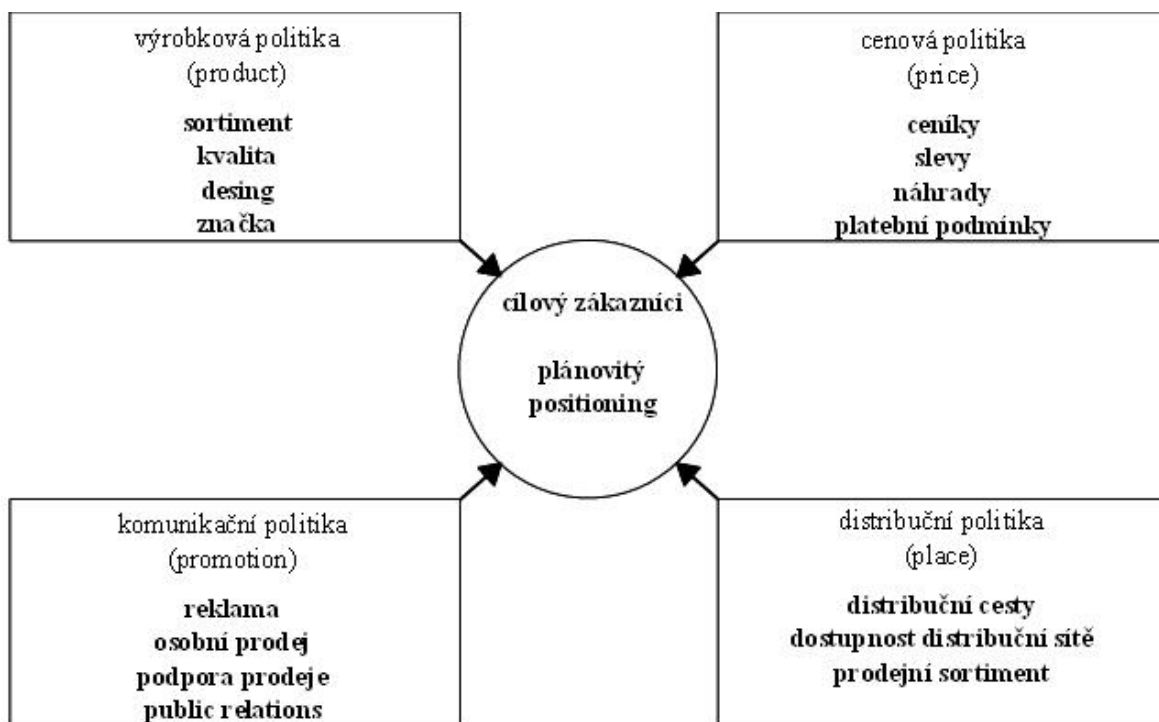 výrobková politika
(product)
sortiment
kvalita
desing
značka
cenová politika
(price)
ceníky
slevy
náhrady
platební podmínky
cílový zákazníci
plánovitý
positioning
komunikační politika
(promotion)
reklama
osobní prodej
podpora prodeje
public relations
distribuční politika
(place)
distribuční cesty
dostupnost distribuční sítě
prodejní sortiment